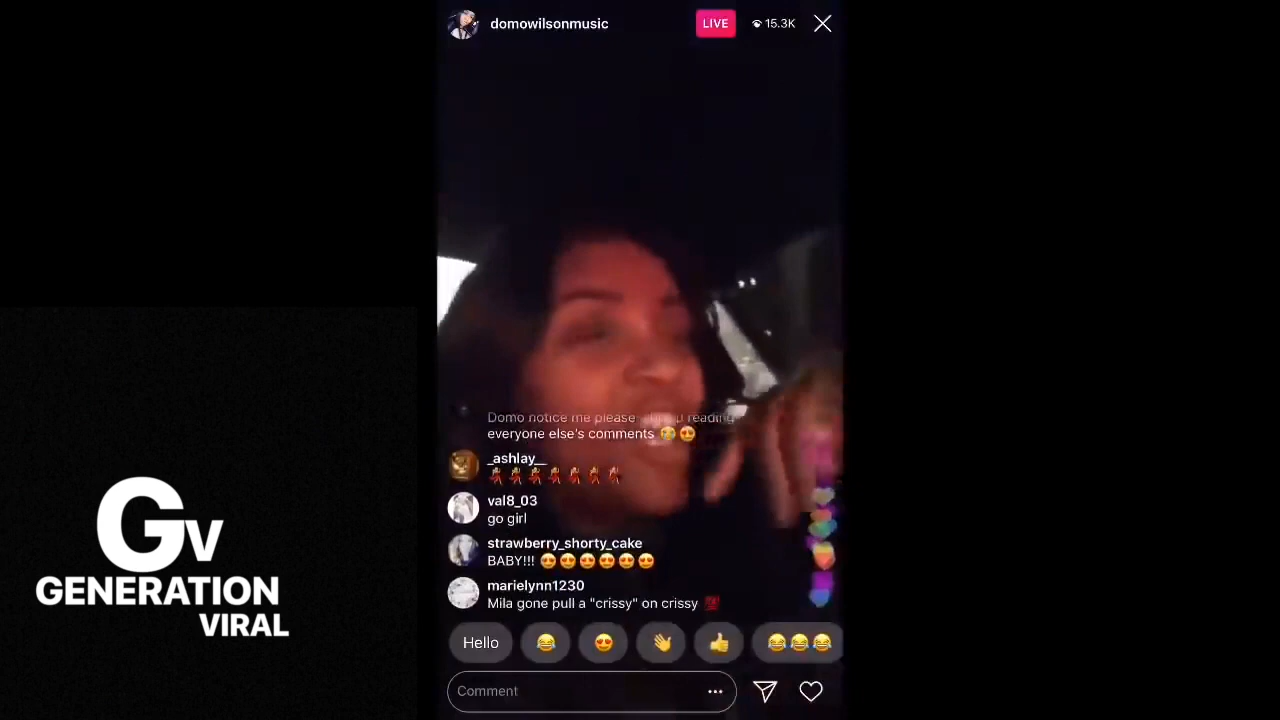 domowilsonmusic
LIVE
15.3K
Domo notice me please reading
everyone else's comments 😭😍
_ashlay__
💃💃💃💃💃💃💃
val8_03
go girl
strawberry_shorty_cake
BABY!!! 😍😍😍😍😍😍
marielynn1230
Mila gone pull a "crissy" on crissy 💯
Hello 😂 😍 👋 👍 😂😂😂
Comment
GV
GENERATION
VIRAL